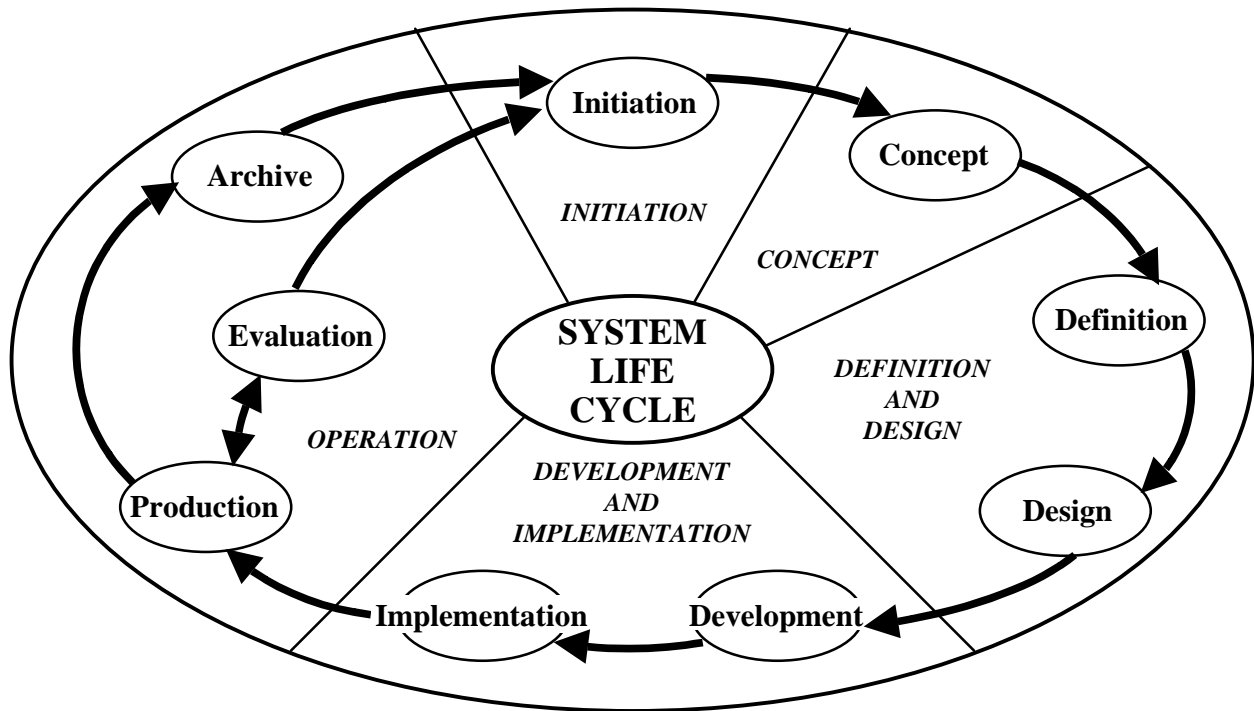 Initiation
Concept
Archive
INITIATION
CONCEPT
Evaluation
SYSTEM
LIFE
CYCLE
Definition
DEFINITION
AND
DESIGN
OPERATION
DEVELOPMENT
AND
IMPLEMENTATION
Production
Design
Implementation
Development